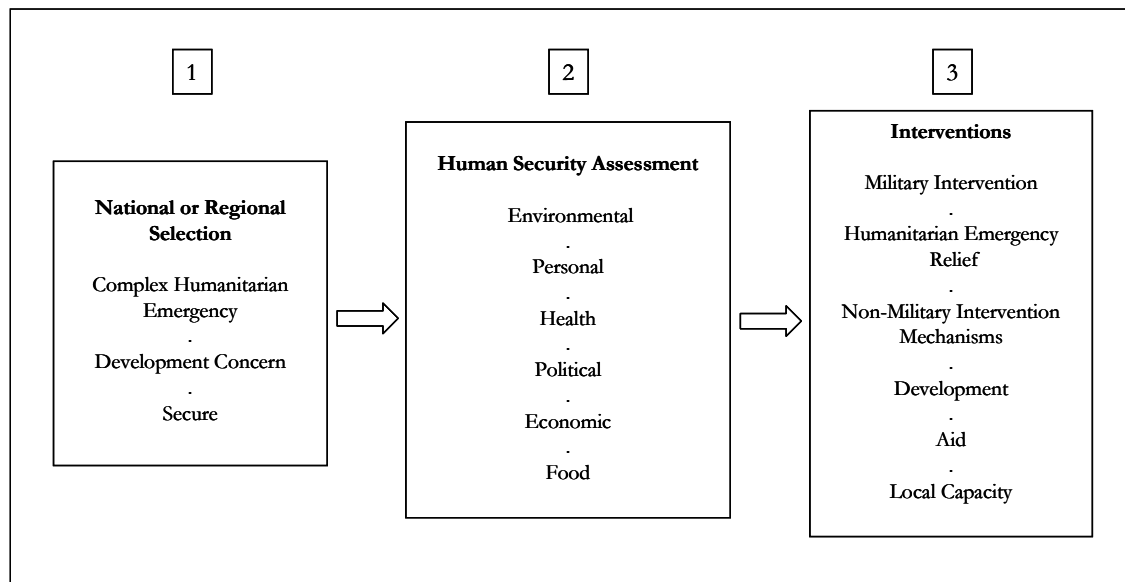 1
National or Regional
Selection
Complex Humanitarian
Emergency
.
Development Concern
.
Secure
2
Human Security Assessment
Environmental
.
Personal
.
Health
.
Political
.
Economic
.
Food
3
Interventions
Military Intervention
.
Humanitarian Emergency
Relief
.
Non-Military Intervention
Mechanisms
.
Development
.
Aid
.
Local Capacity